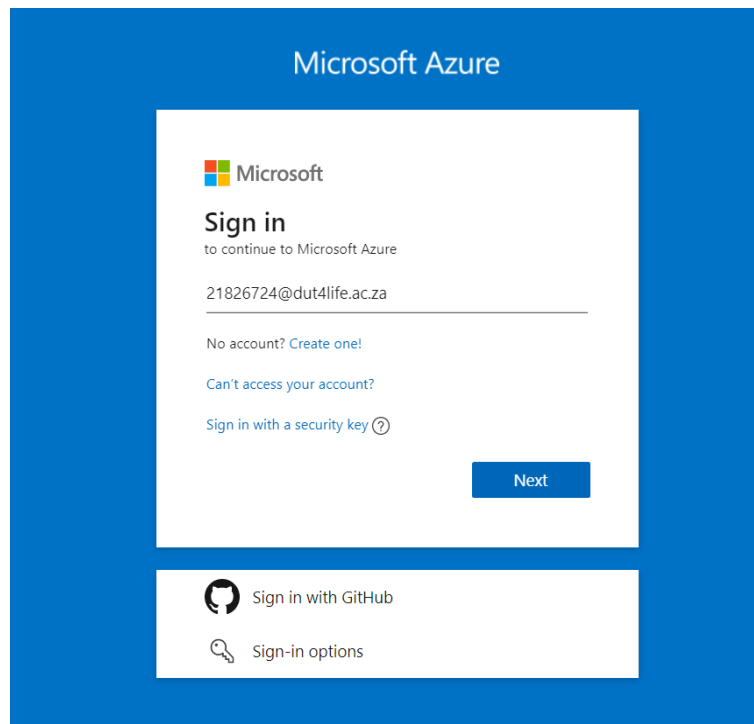 Microsoft Azure
Microsoft
Sign in
to continue to Microsoft Azure
21826724@dut4life.ac.za
No account? Create one!
Can't access your account?
Sign in with a security key ?
Next
Sign in with GitHub
Sign-in options